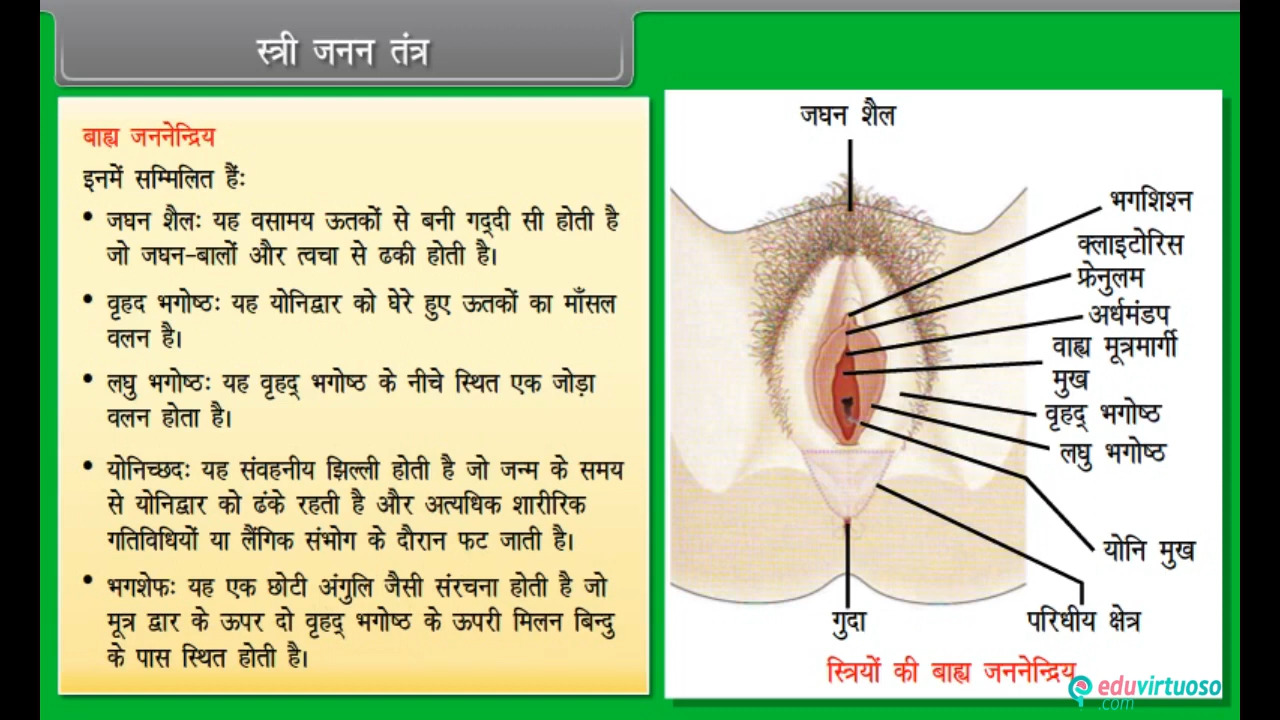 स्त्री जनन तंत्र
बाह्य जननेन्द्रिय
इनमें सम्मिलित हैंः
• जघन शैलः यह वसामय ऊतकों से बनी गद्दी सी होती है
जो जघन-बालों और त्वचा से ढकी होती है।
• वृहद भगोष्ठः यह योनिद्वार को घेरे हुए ऊतकों का माँसल
वलन है।
• लघु भगोष्ठः यह वृहद् भगोष्ठ के नीचे स्थित एक जोड़ा
वलन होता है।
• योनिच्छदः यह संवहनीय झिल्ली होती है जो जन्म के समय
से योनिद्वार को ढंके रहती है और अत्यधिक शारीरिक
गतिविधियों या लैंगिक संभोग के दौरान फट जाती है।
• भगशेफः यह एक छोटी अंगुलि जैसी संरचना होती है जो
मूत्र द्वार के ऊपर दो वृहद् भगोष्ठ के ऊपरी मिलन बिन्दु
के पास स्थित होती है।
जघन शैल
भगशिश्न
क्लाइटोरिस
फ्रेनुलम
अर्धमंडप
वाह्य मूत्रमार्गी
मुख
वृहद् भगोष्ठ
लघु भगोष्ठ
योनि मुख
गुदा
परिधीय क्षेत्र
स्त्रियों की बाह्य जननेन्द्रिय
eduvirtuoso
.com